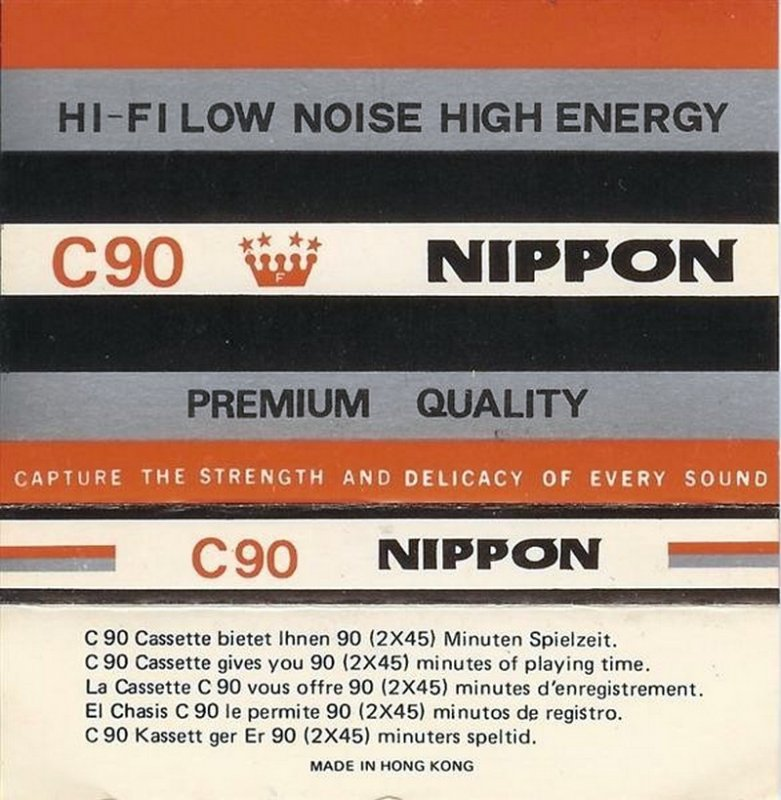 HI-FI LOW NOISE HIGH ENERGY
C90 F NIPPON
PREMIUM QUALITY
CAPTURE THE STRENGTH AND DELICACY OF EVERY SOUND
C90 NIPPON
C 90 Cassette bietet Ihnen 90 (2X45) Minuten Spielzeit.
C 90 Cassette gives you 90 (2X45) minutes of playing time.
La Cassette C 90 vous offre 90 (2X45) minutes d'enregistrement.
El Chasis C 90 le permite 90 (2X45) minutos de registro.
C 90 Kassett ger Er 90 (2X45) minuters speltid.
MADE IN HONG KONG